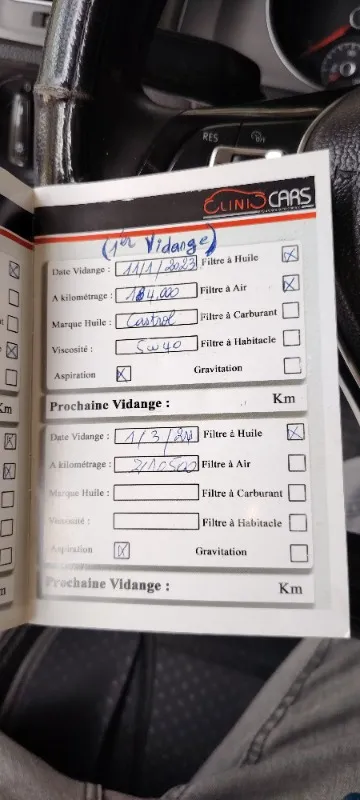 RES
CLINIC CARS
(1er Vidange)
Date Vidange : 11/1/2023 Filtre à Huile
A kilométrage : 184,000 Filtre à Air
Marque Huile : Castrol Filtre à Carburant
Viscosité : 5w40 Filtre à Habitacle
Aspiration Gravitation
Prochaine Vidange : Km
Date Vidange : 1/3/24 Filtre à Huile
A kilométrage : 210500 Filtre à Air
Marque Huile : Filtre à Carburant
Viscosité : Filtre à Habitacle
Aspiration Gravitation
Prochaine Vidange : Km
Km